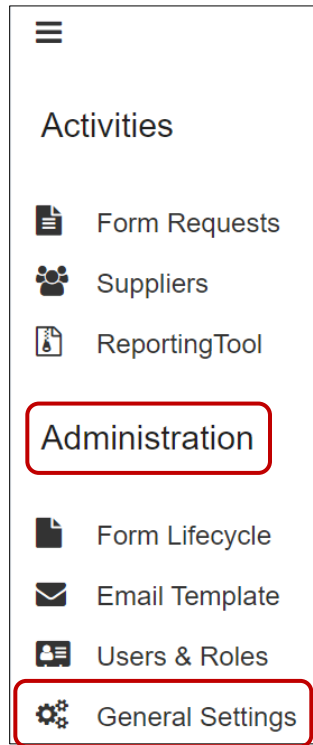 Activities
Form Requests
Suppliers
ReportingTool
Administration
Form Lifecycle
Email Template
Users & Roles
General Settings